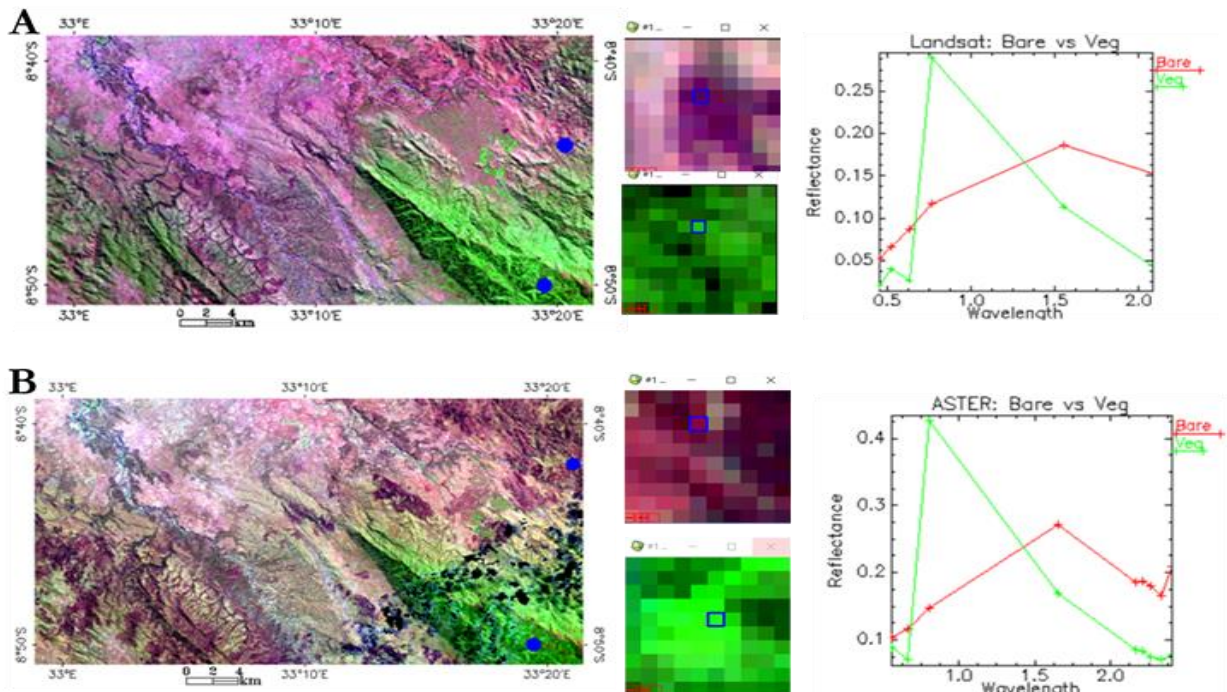 A
33°E
33°10'E
33°20'E
8°40'S
8°40'S
8°50'S
8°50'S
33°E
33°10'E
33°20'E
0 2 4
km
#1 ...
#1 ...
Landsat: Bare vs Veg
Bare
Veg
Reflectance
0.25
0.20
0.15
0.10
0.05
0.5 1.0 1.5 2.0
Wavelength
B
33°E
33°10'E
33°20'E
8°40'S
8°40'S
8°50'S
8°50'S
33°E
33°10'E
33°20'E
0 2 4
km
#1 ...
#1 ...
ASTER: Bare vs Veg
Bare
Veg
Reflectance
0.4
0.3
0.2
0.1
1.0 1.5 2.0
Wavelength